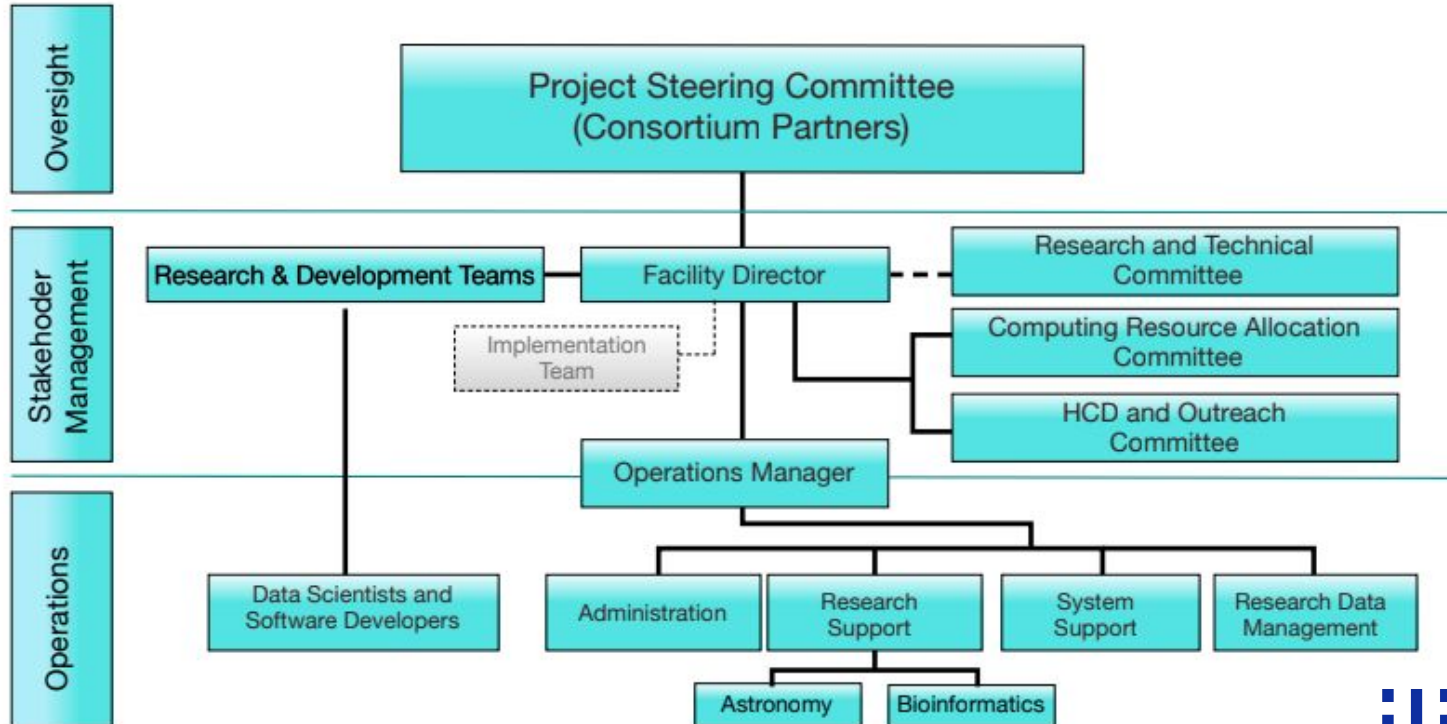 Oversight
Project Steering Committee
(Consortium Partners)
Stakehoder
Management
Research & Development Teams
Facility Director
Research and Technical
Committee
Implementation
Team
Computing Resource Allocation
Committee
HCD and Outreach
Committee
Operations Manager
Operations
Data Scientists and
Software Developers
Administration
Research
Support
System
Support
Research Data
Management
Astronomy
Bioinformatics